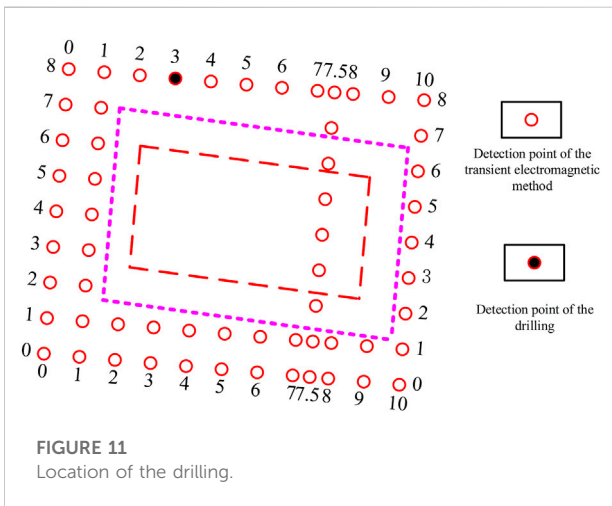 0 1 2 3 4 5 6 77.58 9 10
8 8
7 7
6 6
5 5
4 4
3 3
2 2
1 1
0 0
0 1 2 3 4 5 6 77.58 9 10
Detection point of the
transient electromagnetic
method
Detection point of the
drilling
FIGURE 11
Location of the drilling.